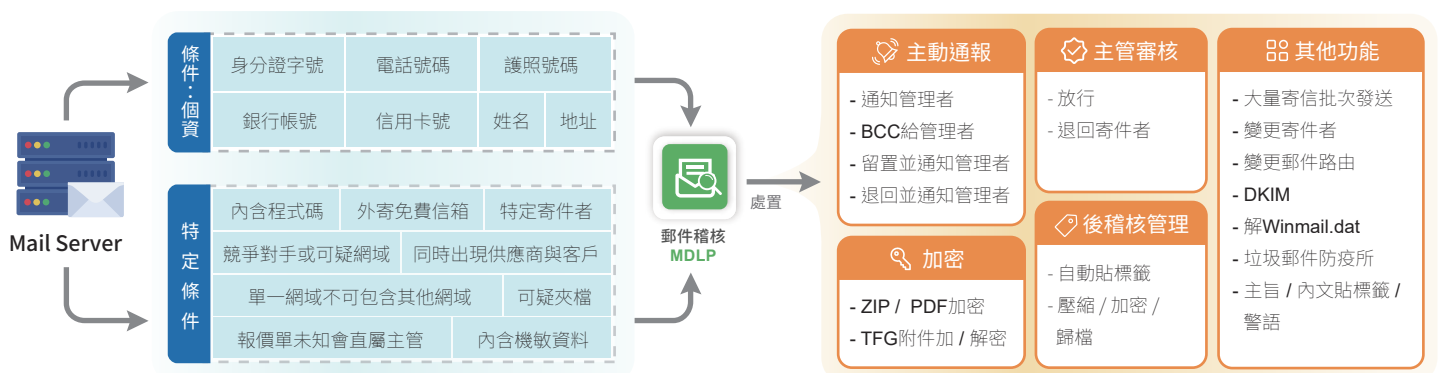 Mail Server
條件：個資
身分證字號
電話號碼
護照號碼
銀行帳號
信用卡號
姓名
地址
特定條件
內含程式碼
外寄免費信箱
特定寄件者
競爭對手或可疑網域
同時出現供應商與客戶
單一網域不可包含其他網域
可疑夾檔
報價單未知會直屬主管
內含機敏資料
郵件稽核
MDLP
處置
主動通報
- 通知管理者
- BCC給管理者
- 留置並通知管理者
- 退回並通知管理者
加密
- ZIP / PDF加密
- TFG附件加 / 解密
主管審核
- 放行
- 退回寄件者
後稽核管理
- 自動貼標籤
- 壓縮 / 加密 /
歸檔
其他功能
- 大量寄信批次發送
- 變更寄件者
- 變更郵件路由
- DKIM
- 解Winmail.dat
- 垃圾郵件防疫所
- 主旨 / 內文貼標籤 /
警語